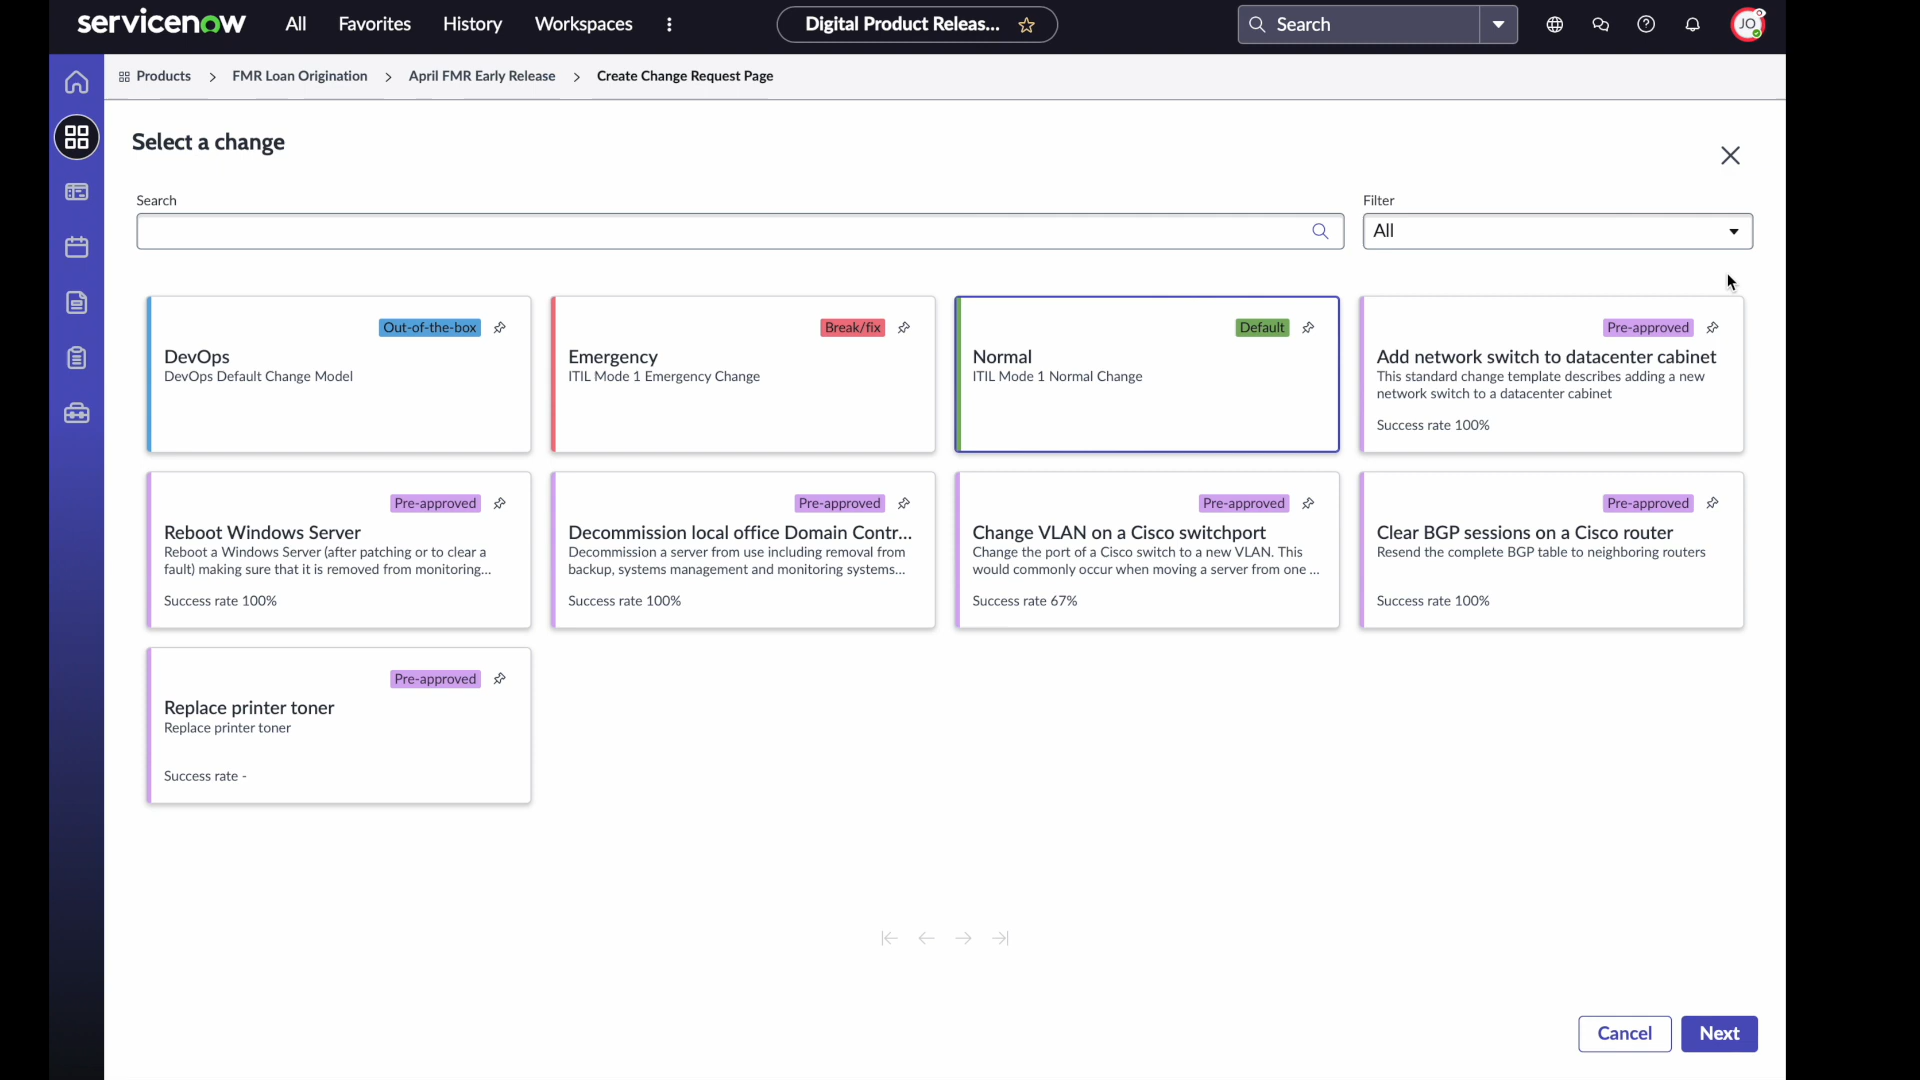 servicenow All Favorites History Workspaces Digital Product Releas... Search JO
Products > FMR Loan Origination > April FMR Early Release > Create Change Request Page
Select a change
Search
Filter
All
Out-of-the-box
DevOps
DevOps Default Change Model
Break/fix
Emergency
ITIL Mode 1 Emergency Change
Default
Normal
ITIL Mode 1 Normal Change
Pre-approved
Add network switch to datacenter cabinet
This standard change template describes adding a new
network switch to a datacenter cabinet
Success rate 100%
Pre-approved
Reboot Windows Server
Reboot a Windows Server (after patching or to clear a
fault) making sure that it is removed from monitoring...
Success rate 100%
Pre-approved
Decommission local office Domain Contr...
Decommission a server from use including removal from
backup, systems management and monitoring systems...
Success rate 100%
Pre-approved
Change VLAN on a Cisco switchport
Change the port of a Cisco switch to a new VLAN. This
would commonly occur when moving a server from one ...
Success rate 67%
Pre-approved
Clear BGP sessions on a Cisco router
Resend the complete BGP table to neighboring routers
Success rate 100%
Pre-approved
Replace printer toner
Replace printer toner
Success rate -
Cancel Next